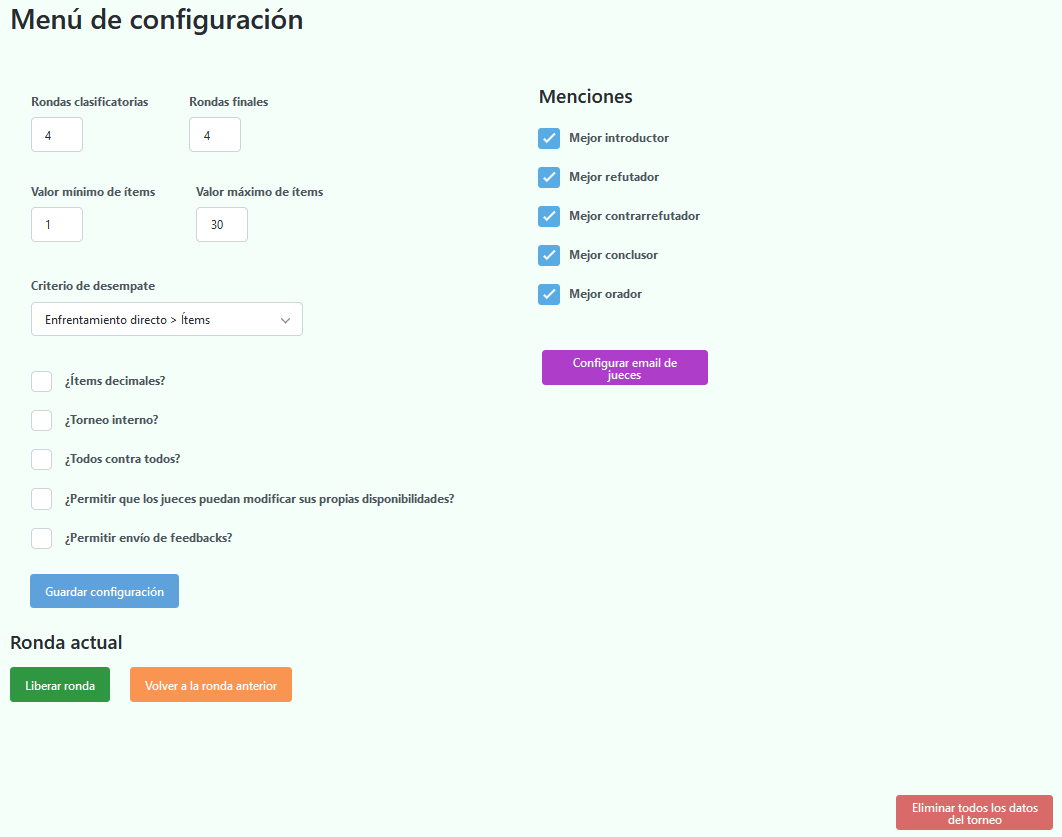 Menú de configuración
Rondas clasificatorias
Rondas finales
4
4
Valor mínimo de ítems
Valor máximo de ítems
1
30
Criterio de desempate
Enfrentamiento directo > Ítems
¿Ítems decimales?
¿Torneo interno?
¿Todos contra todos?
¿Permitir que los jueces puedan modificar sus propias disponibilidades?
¿Permitir envío de feedbacks?
Guardar configuración
Menciones
Mejor introductor
Mejor refutador
Mejor contrarrefutador
Mejor conclusor
Mejor orador
Configurar email de
jueces
Ronda actual
Liberar ronda
Volver a la ronda anterior
Eliminar todos los datos
del torneo